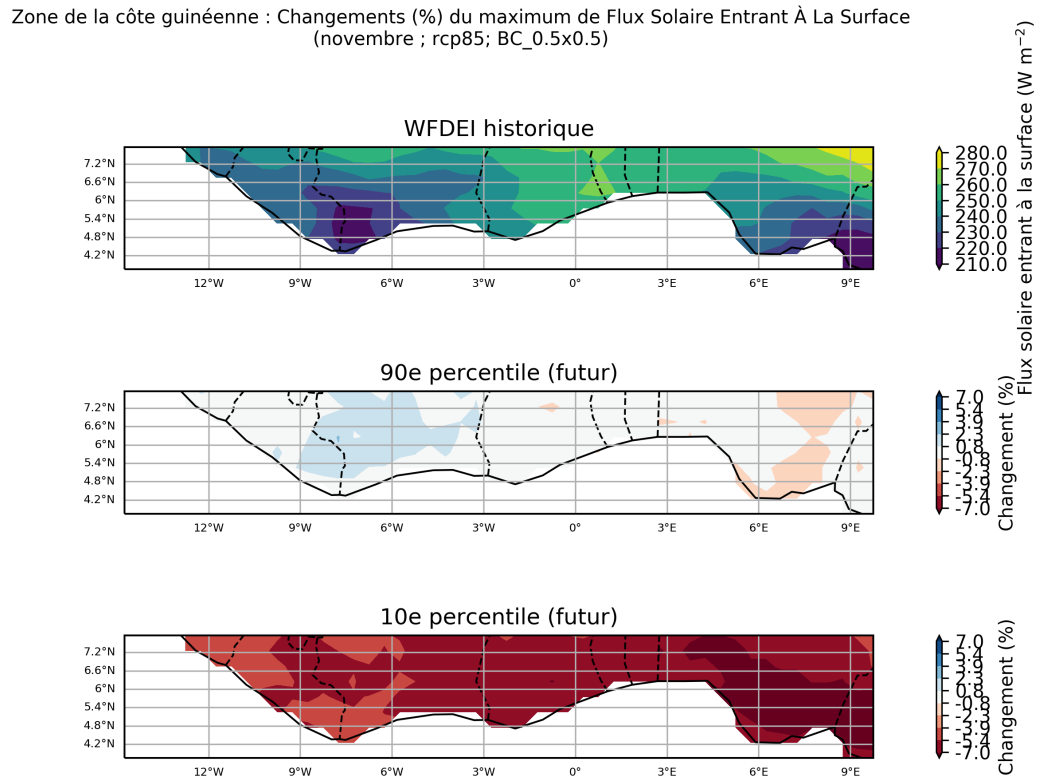 Zone de la côte guinéenne : Changements (%) du maximum de Flux Solaire Entrant À La Surface
(novembre ; rcp85; BC_0.5x0.5)
WFDEI historique
7.2°N
6.6°N
6°N
5.4°N
4.8°N
4.2°N
12°W 9°W 6°W 3°W 0° 3°E 6°E 9°E
280.0
270.0
260.0
250.0
240.0
230.0
220.0
210.0
Flux solaire entrant à la surface (W m⁻²)
90e percentile (futur)
7.2°N
6.6°N
6°N
5.4°N
4.8°N
4.2°N
12°W 9°W 6°W 3°W 0° 3°E 6°E 9°E
7.0
5.4
3.9
2.3
0.8
-0.8
-2.3
-3.9
-5.4
-7.0
Changement (%)
10e percentile (futur)
7.2°N
6.6°N
6°N
5.4°N
4.8°N
4.2°N
12°W 9°W 6°W 3°W 0° 3°E 6°E 9°E
7.0
5.4
3.9
2.3
0.8
-0.8
-2.3
-3.9
-5.4
-7.0
Changement (%)